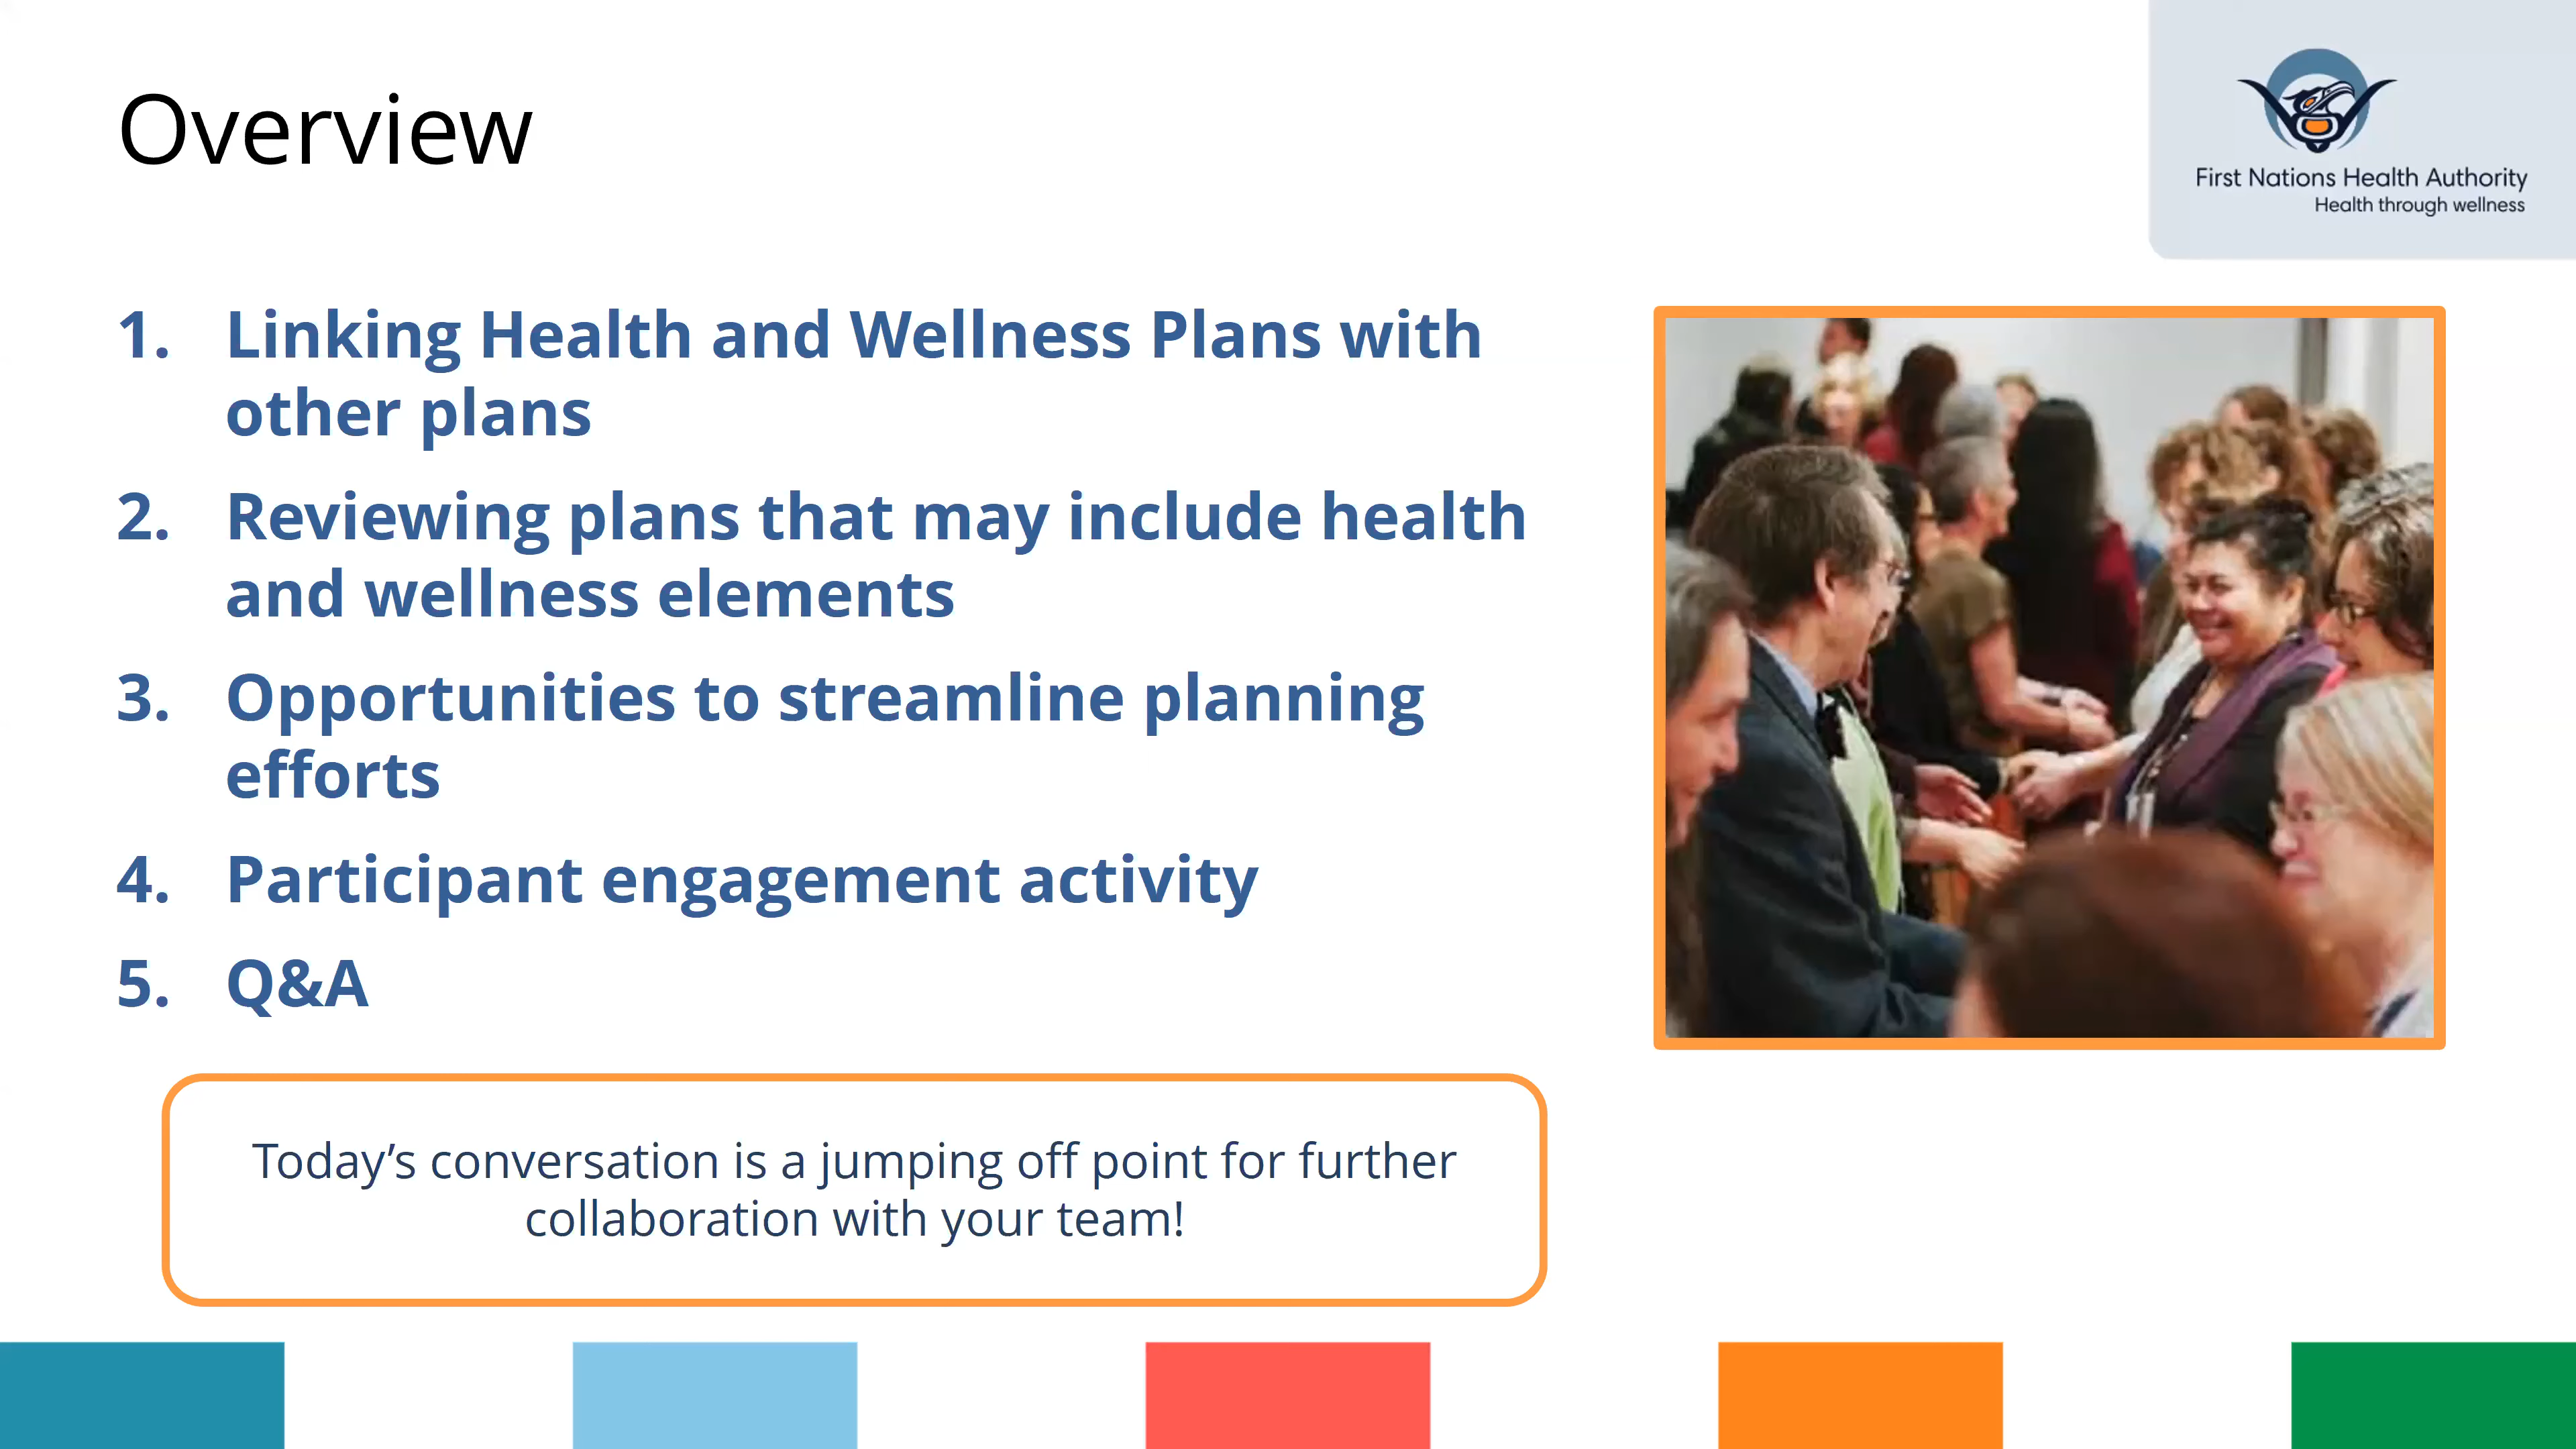 Overview
First Nations Health Authority
Health through wellness
1. Linking Health and Wellness Plans with
other plans
2. Reviewing plans that may include health
and wellness elements
3. Opportunities to streamline planning
efforts
4. Participant engagement activity
5. Q&A
Today’s conversation is a jumping off point for further
collaboration with your team!